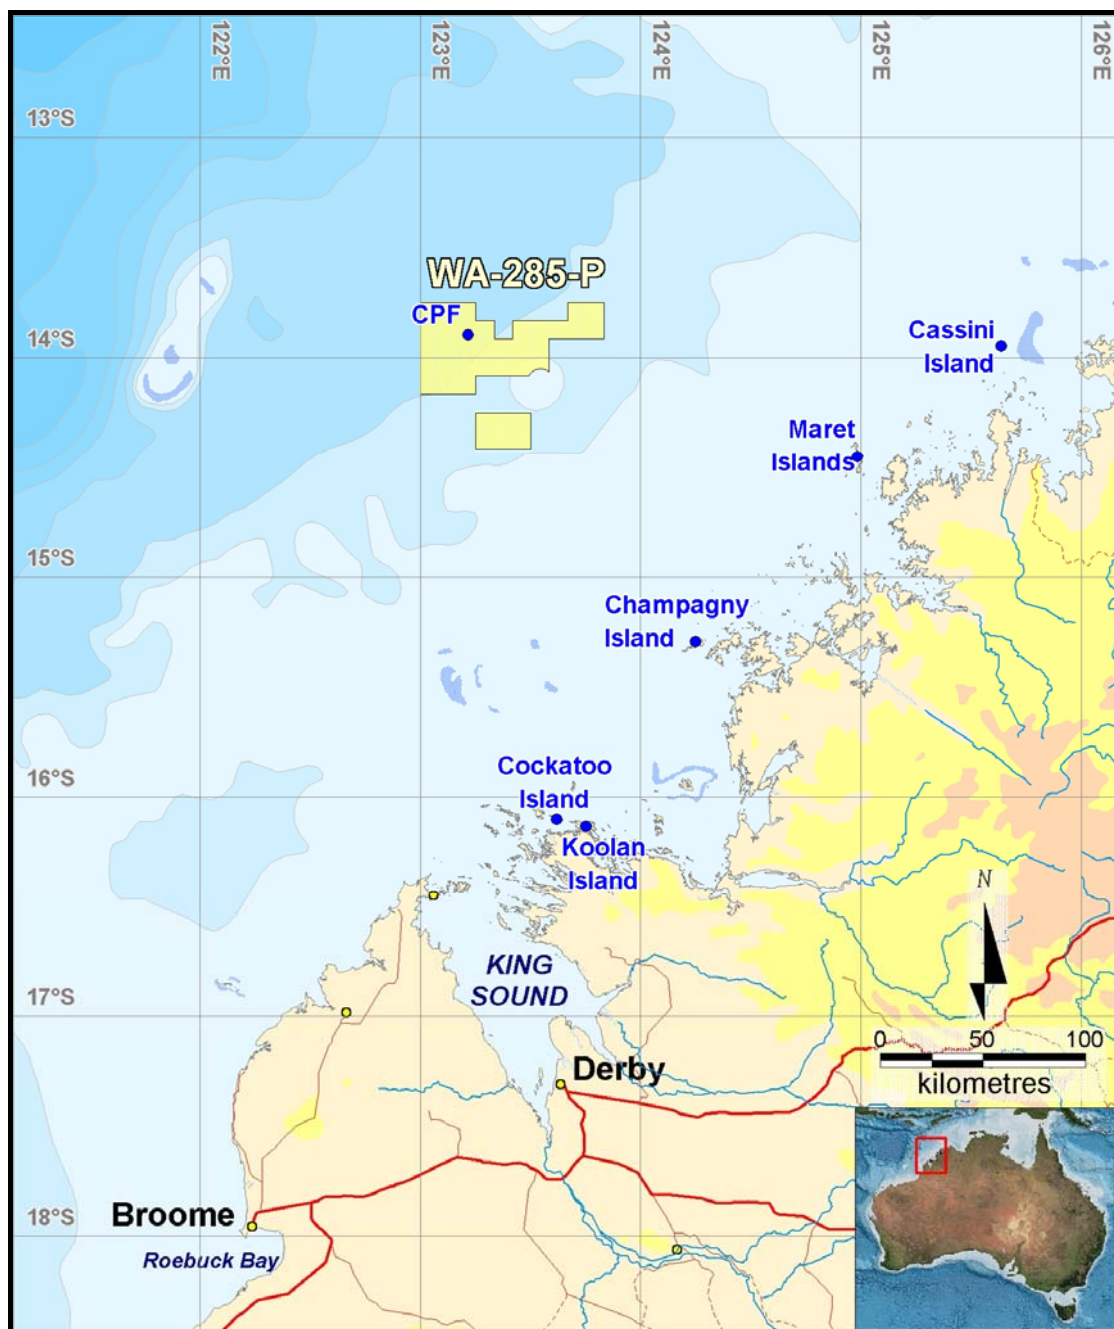 122°E
123°E
124°E
125°E
126°E
13°S
WA-285-P
CPF
14°S
Cassini
Island
Maret
Islands
15°S
Champagny
Island
16°S
Cockatoo
Island
Koolan
Island
N
17°S
KING
SOUND
0 50 100
kilometres
Derby
18°S
Broome
Roebuck Bay